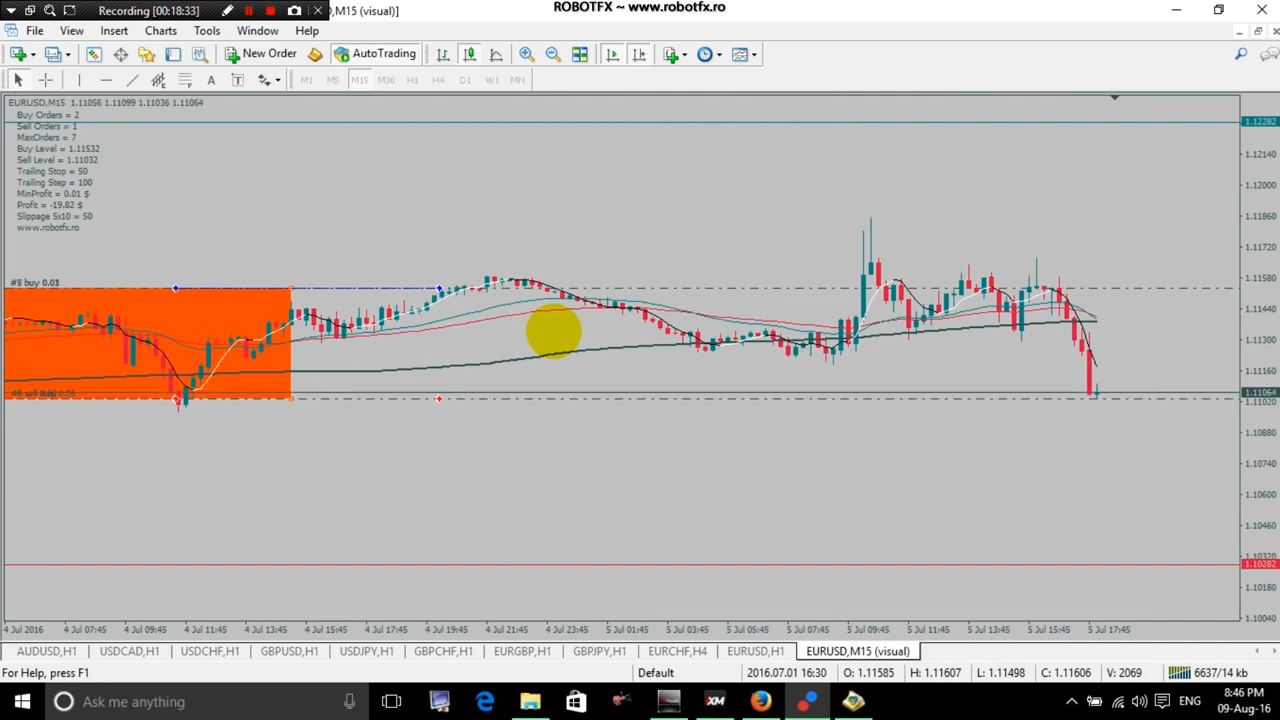 Recording [00:18:33]
,M15 (visual)]
ROBOTFX ~ www.robotfx.ro
File View Insert Charts Tools Window Help
New Order AutoTrading
A T M1 M5 M15 M30 H1 H4 D1 W1 MN
EURUSD,M15 1.11056 1.11099 1.11036 1.11064
Buy Orders = 2
Sell Orders = 1
MaxOrders = 7
Buy Level = 1.11532
Sell Level = 1.11032
Trailing Stop = 50
Trailing Step = 100
MinProfit = 0.01 $
Profit = -19.82 $
Slippage 5x10 = 50
www.robotfx.ro
buy 0.03
sell
1.12282
1.12140
1.12000
1.11860
1.11720
1.11580
1.11440
1.11300
1.11160
1.11064
1.11020
1.10880
1.10740
1.10600
1.10460
1.10320
1.10282
1.10180
1.10040
4 Jul 2016 4 Jul 07:45 4 Jul 09:45 4 Jul 11:45 4 Jul 13:45 4 Jul 15:45 4 Jul 17:45 4 Jul 19:45 4 Jul 21:45 4 Jul 23:45 5 Jul 01:45 5 Jul 03:45 5 Jul 05:45 5 Jul 07:45 5 Jul 09:45 5 Jul 11:45 5 Jul 13:45 5 Jul 15:45 5 Jul 17:45
AUDUSD,H1 USDCAD,H1 USDCHF,H1 GBPUSD,H1 USDJPY,H1 GBPCHF,H1 EURGBP,H1 GBPJPY,H1 EURCHF,H4 EURUSD,H1 EURUSD,M15 (visual)
For Help, press F1 Default 2016.07.01 16:30 O: 1.11585 H: 1.11607 L: 1.11498 C: 1.11606 V: 2069 6637/14 kb
Ask me anything XM ENG 8:46 PM
09-Aug-16